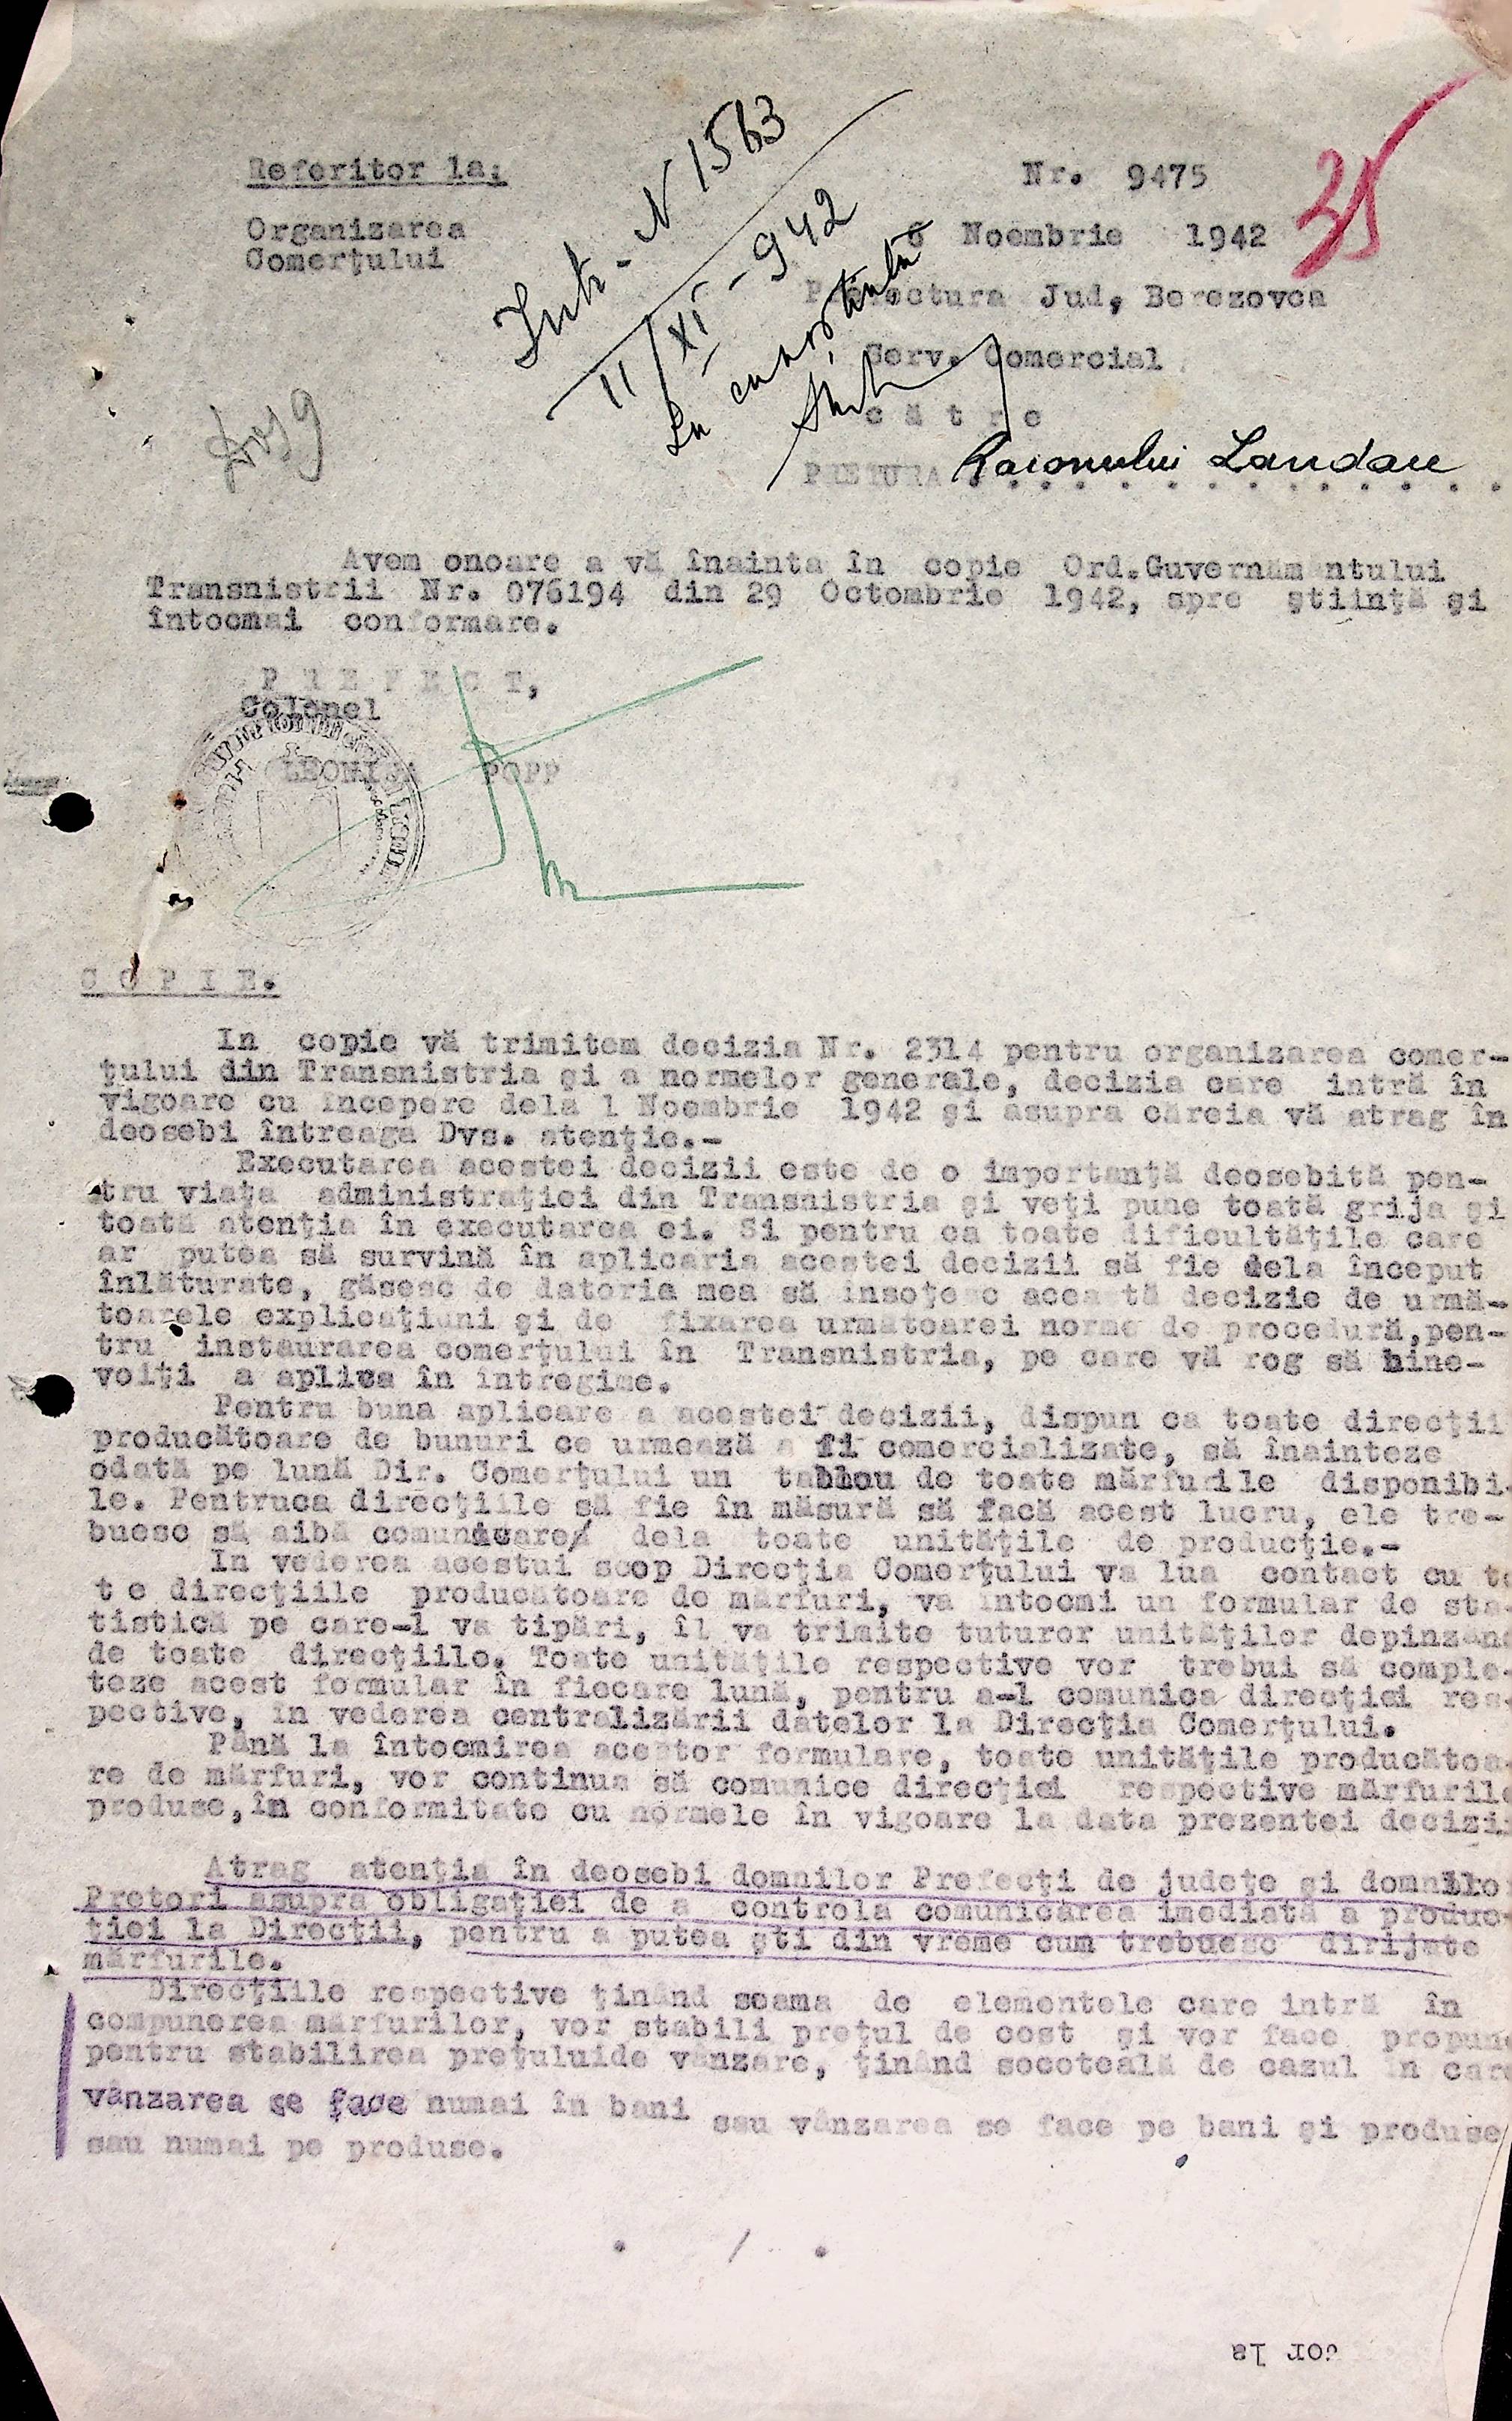 Referitor la:
Organizarea
Comerţului
Intr. N 1563
11/XI - 942
La cunoştinţă
Dos 9
Nr. 9475
35
6 Noembrie 1942
Prefectura Jud, Berezovca
Serv. Comercial
c ă t r e
PRETURA Raionului Landau
Avem onoare a vă înainta în copie Ord.Guvernământului
Transnistrii Nr. 076194 din 29 Octombrie 1942, spre ştiinţă şi
întocmai conformare.
P R E F E C T,
Colonel
LEONIDA POPP
C O P I E.
In copie vă trimitem decizia Nr. 2314 pentru organizarea comer-
ţului din Transnistria şi a normelor generale, decizia care intră în
vigoare cu începere dela 1 Noembrie 1942 şi asupra căreia vă atrag în
deosebi întreaga Dvs. atenţie.-
Executarea acestei decizii este de o importanţă deosebită pen-
tru viaţa administraţiei din Transnistria şi veţi pune toată grija şi
toată atenţia în executarea ei. Si pentru ca toate dificultăţile care
ar putea să survină în aplicaria acestei decizii să fie dela început
înlăturate, găsesc de datoria mea să însoţesc acea tă decizie de urmă-
toarele explicaţiuni şi de fixarea urmatoarei norme de procedură,pen-
tru instaurarea comerţului în Transnistria, pe care vă rog să bine-
voiţi a aplica în întregime.
Pentru buna aplicare a acestei decizii, dispun ca toate direcţii
producătoare de bunuri ce urmează a fi comercializate, să înainteze
odată pe lună Dir. Comerţului un tablou de toate mărfurile disponibi-
le. Pentruca direcţiile să fie în măsură să facă acest lucru, ele tre-
buesc să aibă comunicare dela toate unităţile de producţie.-
In vederea acestui scop Direcţia Comerţului va lua contact cu to
t e direcţiile producătoare de mărfuri, va întocmi un formular de sta-
tistică pe care-l va tipări, îl va trimite tuturor unităţilor depinzând
de toate direcţiile. Toate unităţile respective vor trebui să comple-
teze acest formular în fiecare lună, pentru a-l comunica direcţiei res-
pective, în vederea centralizării datelor la Direcţia Comerţului.
Până la întocmirea acestor formulare, toate unităţile producătoa-
re de mărfuri, vor continua să comunice direcţiei respective mărfurile
produse,în conformitate cu normele în vigoare la data prezentei decizii
Atrag atenţia în deosebi domnilor Prefecţi de judeţe şi domnilor
Pretori asupra obligaţiei de a controla comunicarea imediată a produc-
ţiei la Direcţii, pentru a putea şti din vreme cum trebuesc dirijate
mărfurile.
Direcţiile respective ţinând seama de elementele care intră în
compunerea mărfurilor, vor stabili preţul de cost şi vor face propun
pentru stabilirea preţuluide vânzare, ţinând socoteală de cazul în care
vânzarea se face numai în bani sau vânzarea se face pe bani şi produse
sau numai pe produse.
. / .
tor la